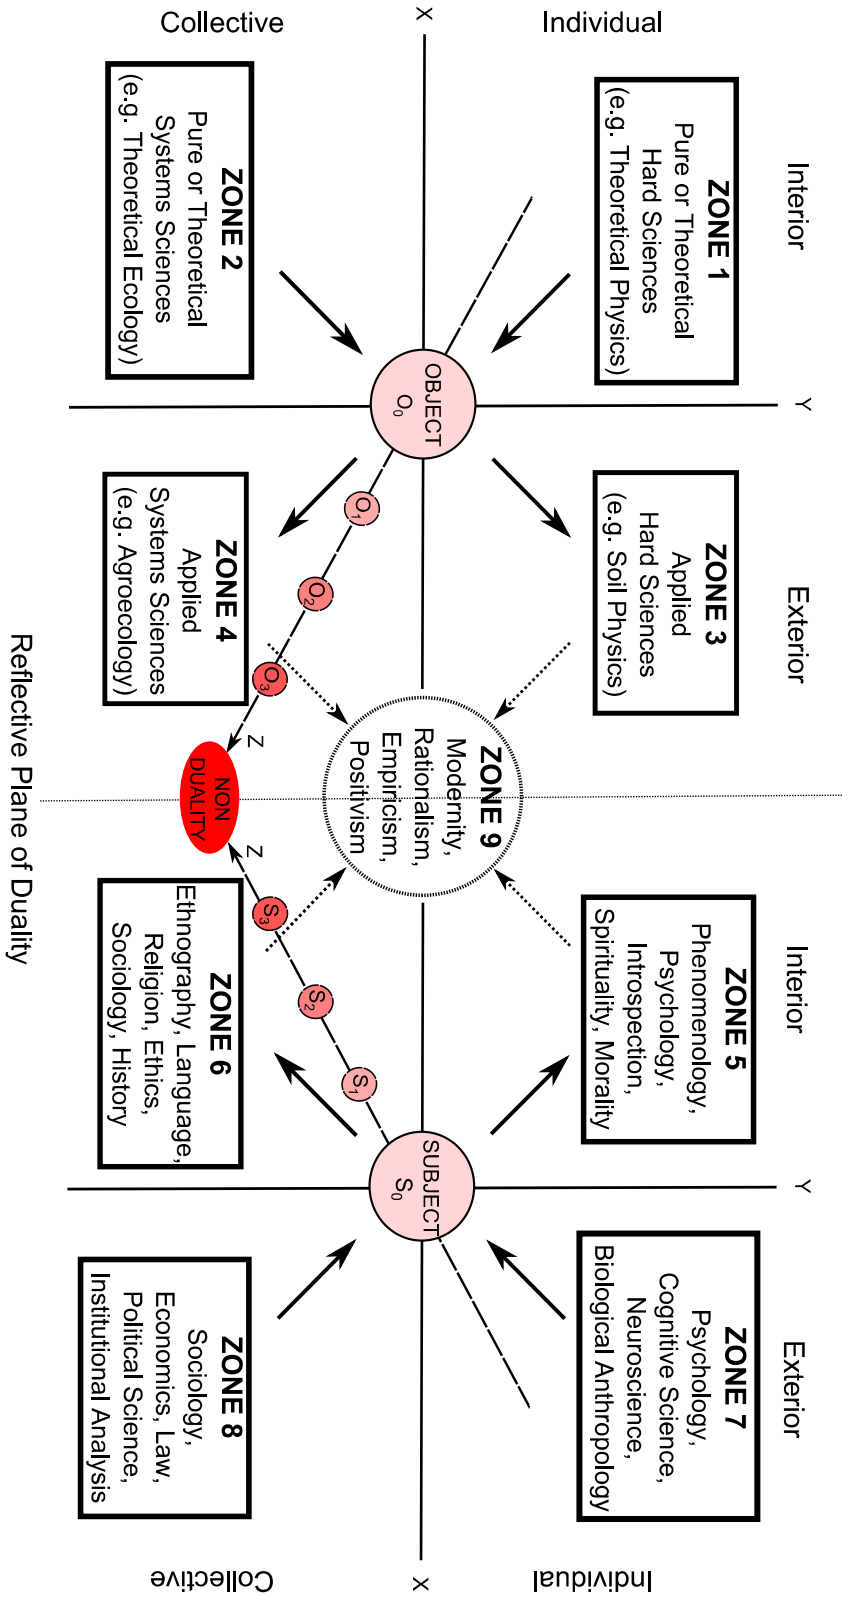 Interior
Exterior
Interior
Exterior
Individual
ZONE 1
Pure or Theoretical
Hard Sciences
(e.g. Theoretical Physics)
Y
ZONE 3
Applied
Hard Sciences
(e.g. Soil Physics)
ZONE 5
Phenomenology,
Psychology,
Introspection,
Spirituality, Morality
Y
ZONE 7
Psychology,
Cognitive Science,
Neuroscience,
Biological Anthropology
Individual
X
OBJECT
O0
ZONE 9
Modernity,
Rationalism,
Empiricism,
Positivism
SUBJECT
S0
X
O1
O2
O3
Z
NON
DUALITY
Z
S3
S2
S1
Collective
ZONE 2
Pure or Theoretical
Systems Sciences
(e.g. Theoretical Ecology)
ZONE 4
Applied
Systems Sciences
(e.g. Agroecology)
ZONE 6
Ethnography, Language,
Religion, Ethics,
Sociology, History
ZONE 8
Sociology,
Economics, Law,
Political Science,
Institutional Analysis
Collective
Reflective Plane of Duality